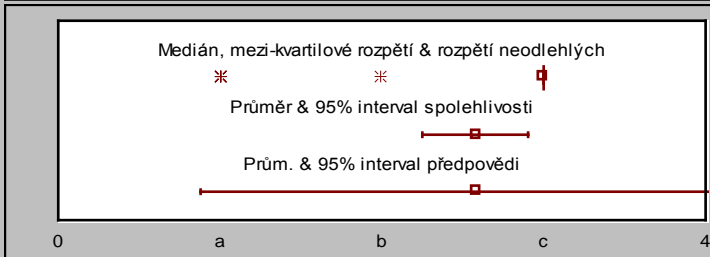 Medián, mezi-kvartilové rozpětí & rozpětí neodlehlých
Průměr & 95% interval spolehlivosti
Prům. & 95% interval předpovědi
0 a b c 4